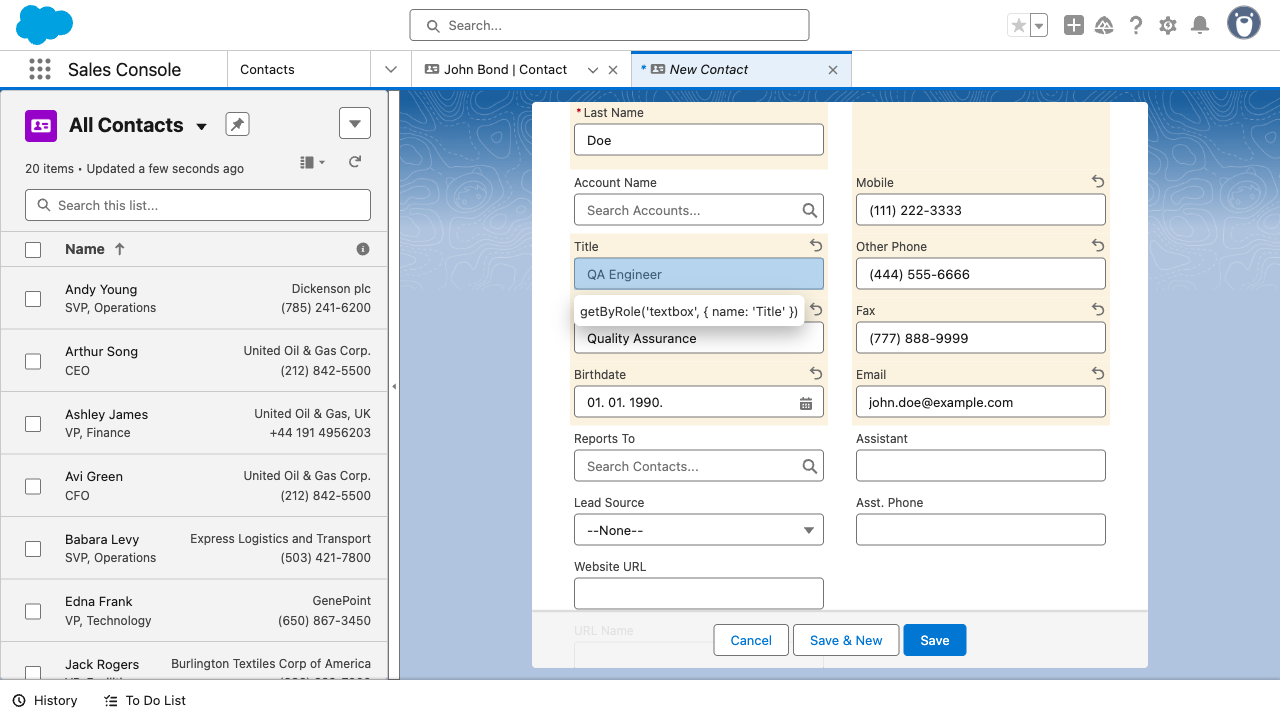 Search...
Sales Console
Contacts
John Bond | Contact
* New Contact
All Contacts
20 items • Updated a few seconds ago
Search this list...
Name
Andy Young
Dickenson plc
SVP, Operations
(785) 241-6200
Arthur Song
United Oil & Gas Corp.
CEO
(212) 842-5500
Ashley James
United Oil & Gas, UK
VP, Finance
+44 191 4956203
Avi Green
United Oil & Gas Corp.
CFO
(212) 842-5500
Babara Levy
Express Logistics and Transport
SVP, Operations
(503) 421-7800
Edna Frank
GenePoint
VP, Technology
(650) 867-3450
Jack Rogers
Burlington Textiles Corp of America
* Last Name
Doe
Account Name
Search Accounts...
Mobile
(111) 222-3333
Title
QA Engineer
Other Phone
(444) 555-6666
getByRole('textbox', { name: 'Title' })
Quality Assurance
Fax
(777) 888-9999
Birthdate
01. 01. 1990.
Email
john.doe@example.com
Reports To
Search Contacts...
Assistant
Lead Source
--None--
Asst. Phone
Website URL
URL Name
Cancel
Save & New
Save
History
To Do List